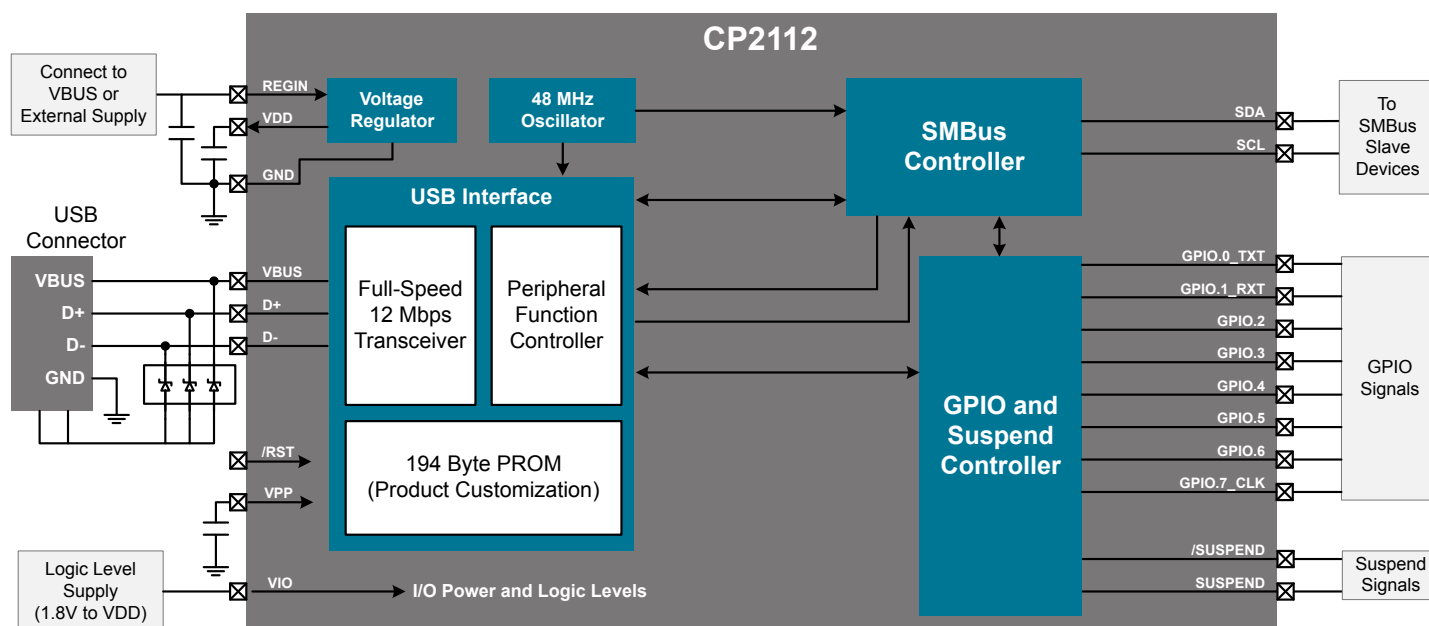 CP2112
Connect to
VBUS or
External Supply
REGIN
VDD
GND
Voltage
Regulator
48 MHz
Oscillator
SMBus
Controller
SDA
SCL
To
SMBus
Slave
Devices
USB
Connector
VBUS
D+
D-
GND
VBUS
D+
D-
USB Interface
Full-Speed
12 Mbps
Transceiver
Peripheral
Function
Controller
194 Byte PROM
(Product Customization)
/RST
VPP
GPIO and
Suspend
Controller
GPIO.0_TXT
GPIO.1_RXT
GPIO.2
GPIO.3
GPIO.4
GPIO.5
GPIO.6
GPIO.7_CLK
GPIO
Signals
/SUSPEND
SUSPEND
Suspend
Signals
Logic Level
Supply
(1.8V to VDD)
VIO
I/O Power and Logic Levels